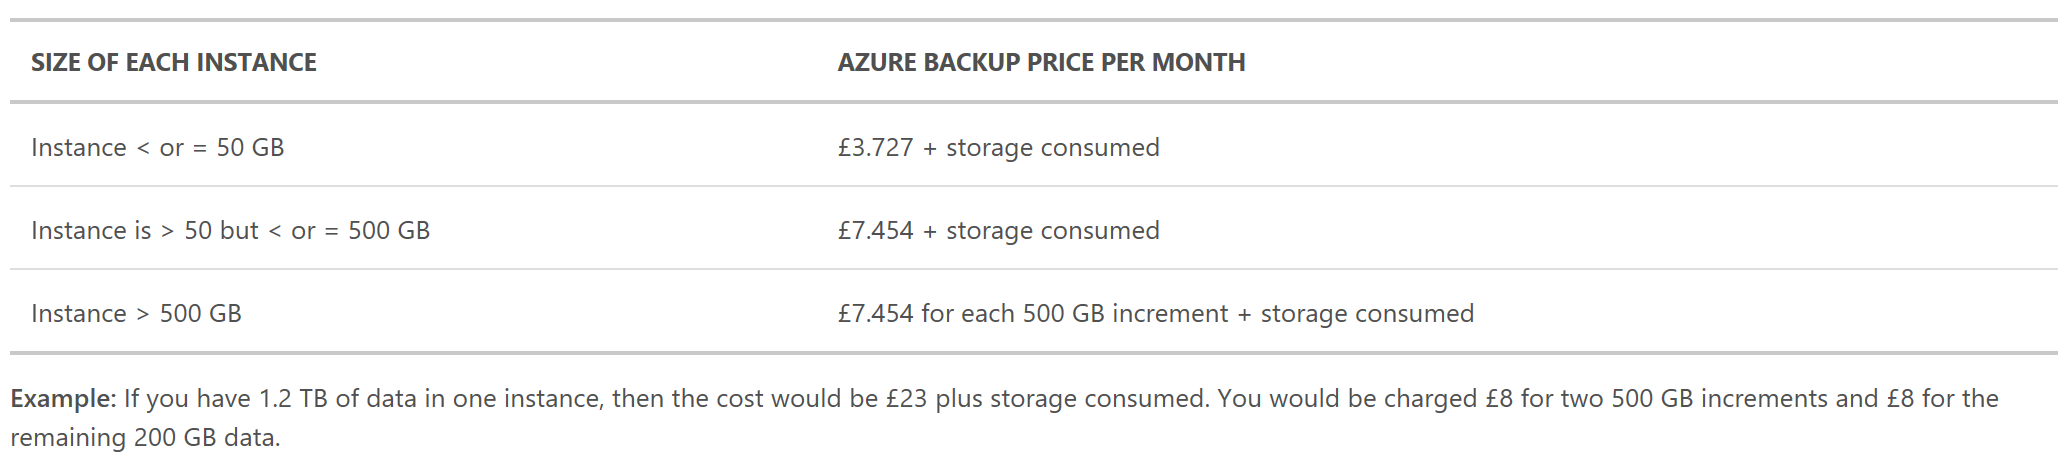 SIZE OF EACH INSTANCE AZURE BACKUP PRICE PER MONTH
Instance < or = 50 GB £3.727 + storage consumed
Instance is > 50 but < or = 500 GB £7.454 + storage consumed
Instance > 500 GB £7.454 for each 500 GB increment + storage consumed
Example: If you have 1.2 TB of data in one instance, then the cost would be £23 plus storage consumed. You would be charged £8 for two 500 GB increments and £8 for the
remaining 200 GB data.